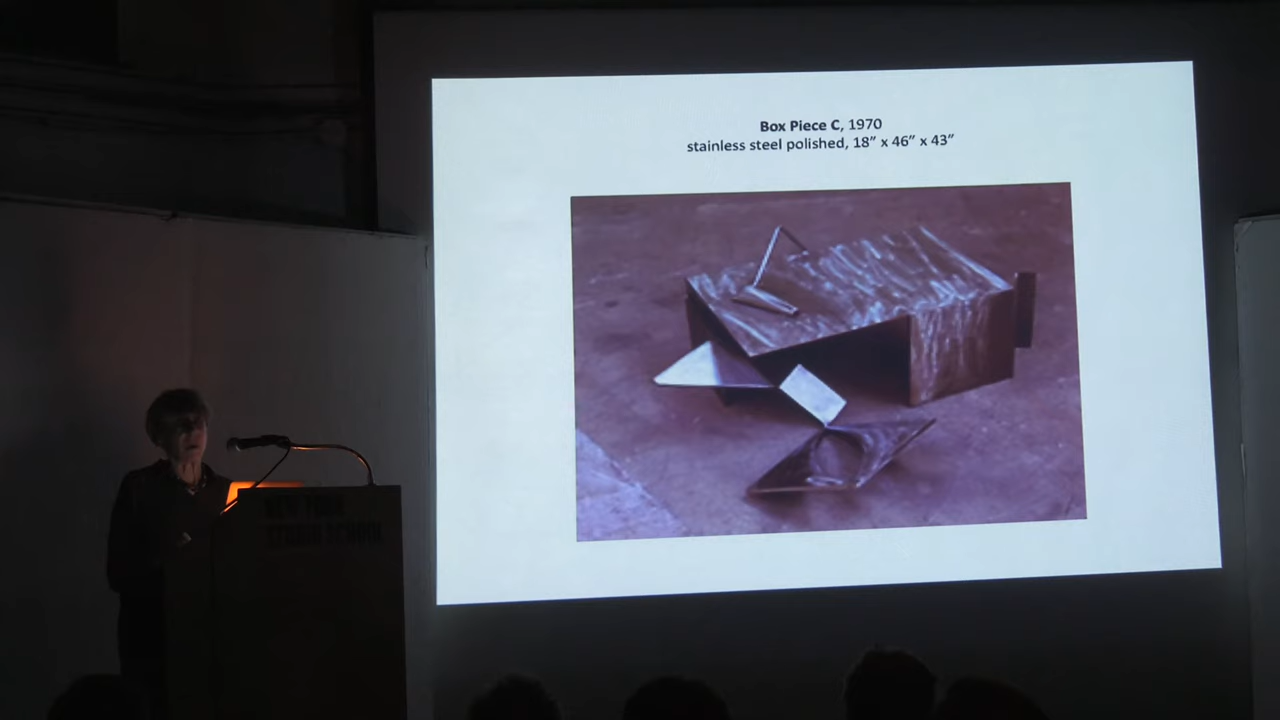 Box Piece C, 1970
stainless steel polished, 18” x 46” x 43”
NEW YORK
STUDIO SCHOOL